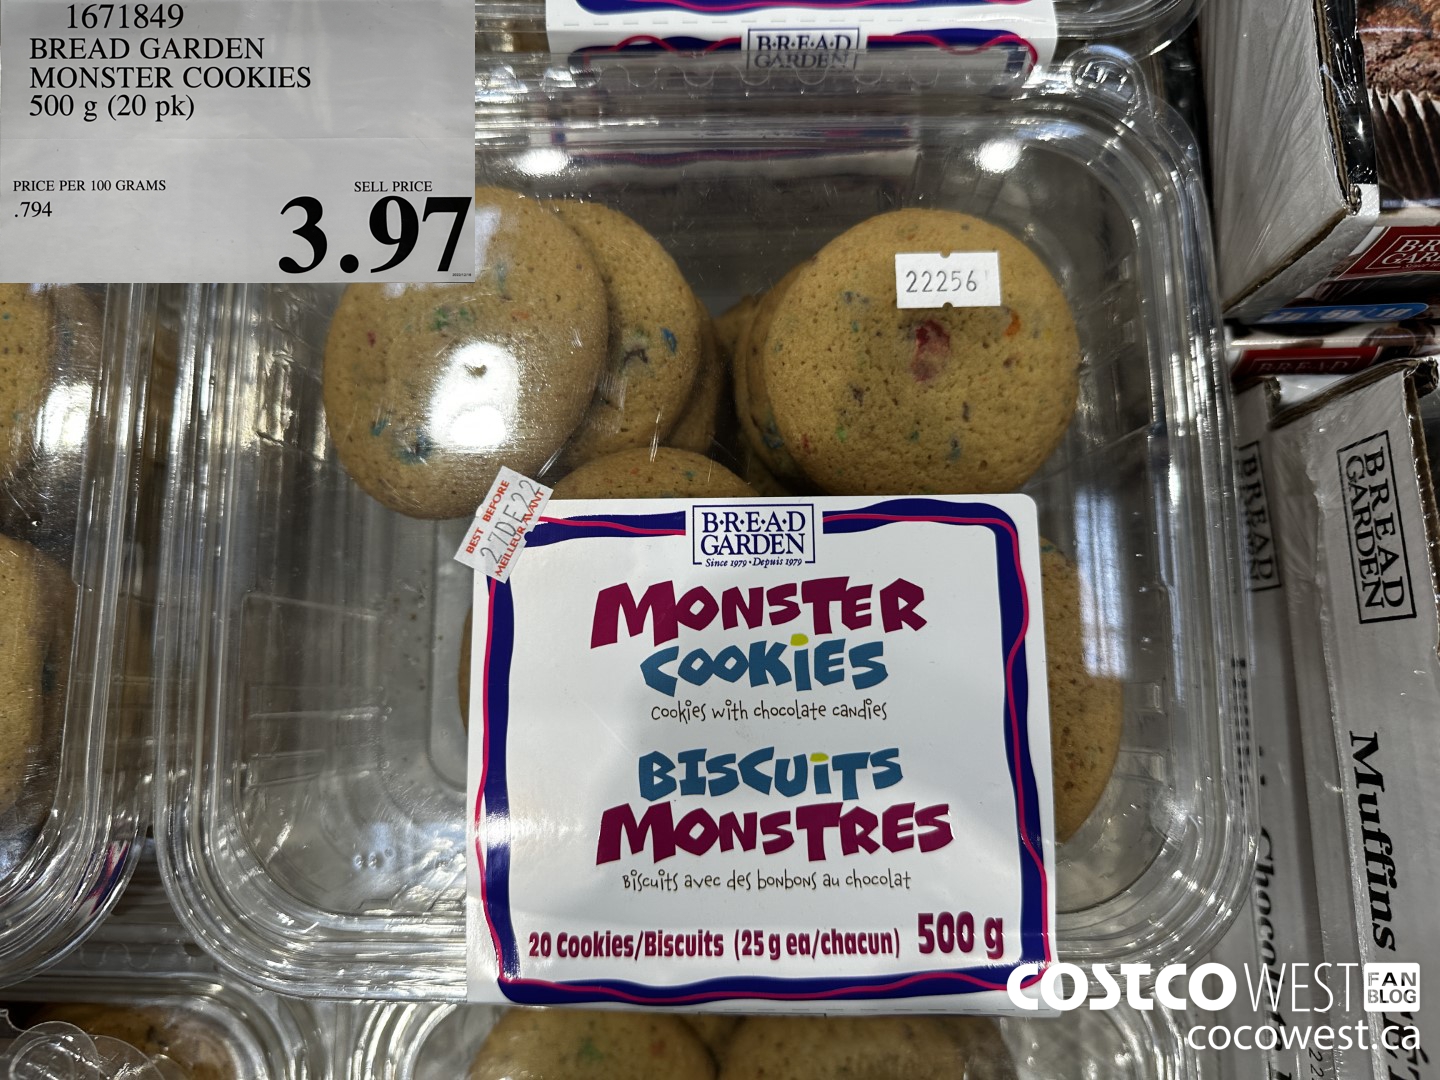 1671849
BREAD GARDEN
MONSTER COOKIES
500 g (20 pk)
PRICE PER 100 GRAMS
.794
SELL PRICE
3.97
B·R·E·A·D
GARDEN
22256
BEST BEFORE
27DE22
MEILLEUR AVANT
B·R·E·A·D
GARDEN
Since 1979 · Depuis 1979
MONSTER
COOKiES
Cookies with chocolate candies
BISCUiTS
MONSTRES
Biscuits avec des bonbons au chocolat
20 Cookies/Biscuits (25 g ea/chacun) 500 g
BREAD
GARDEN
BREAD
GARDEN
Muffins
COSTCO WEST FAN BLOG
cocowest.ca